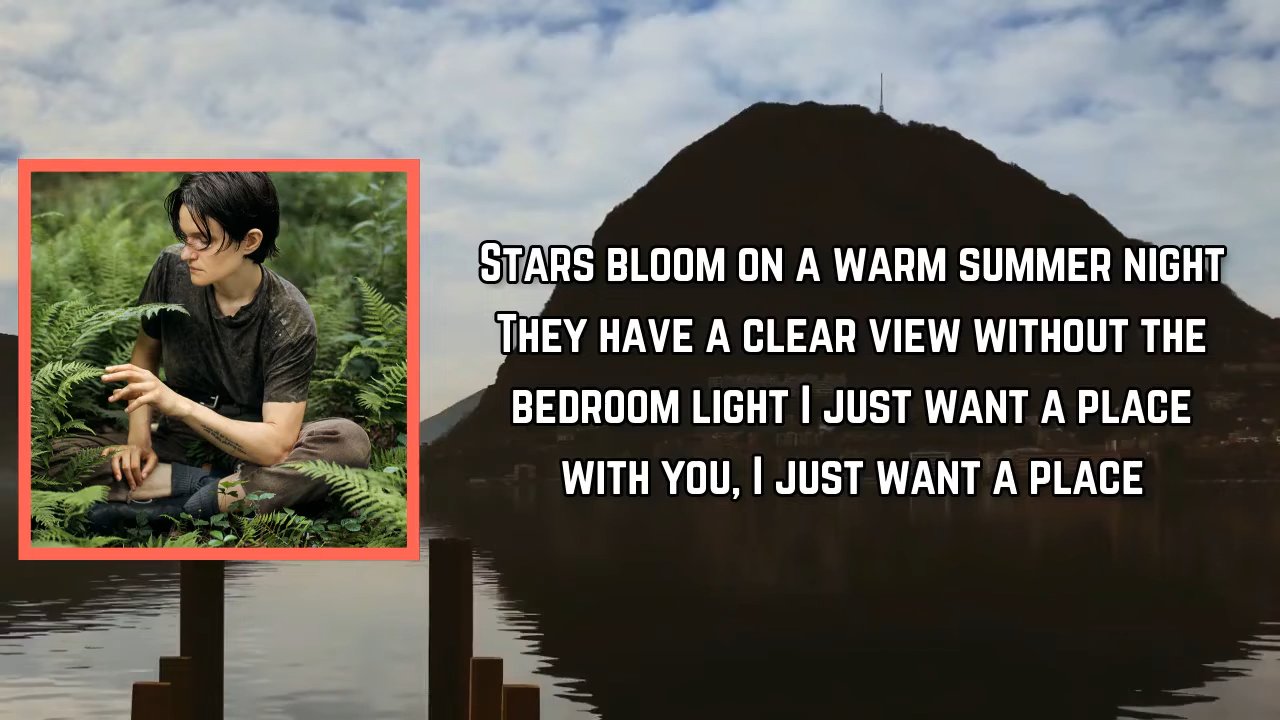 Stars bloom on a warm summer night
They have a clear view without the
bedroom light I just want a place
with you, I just want a place